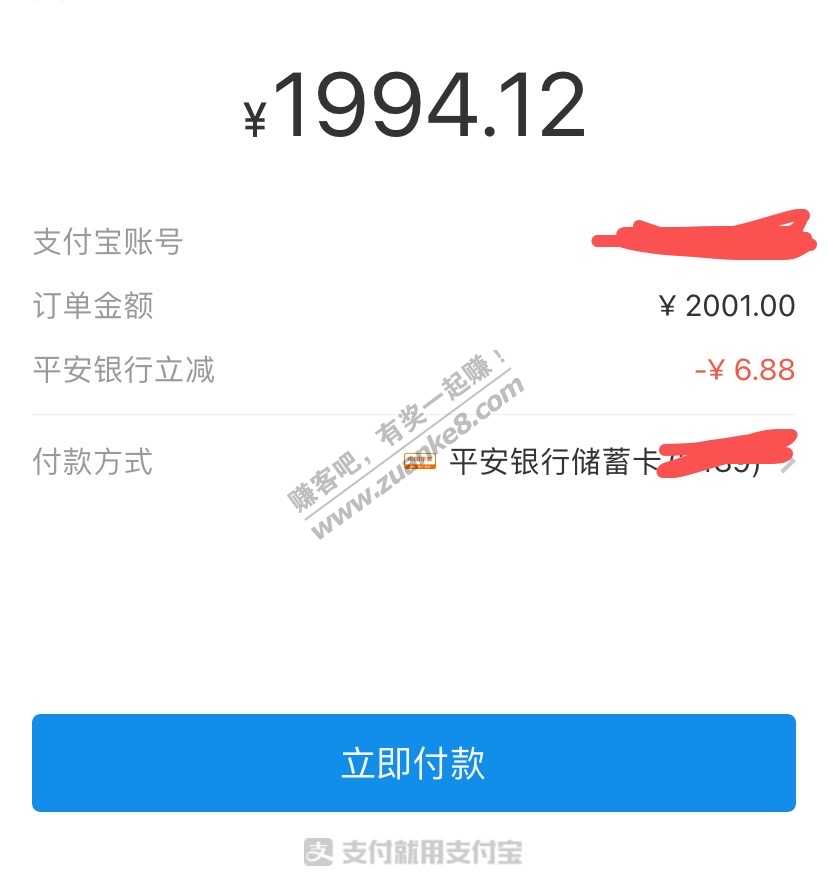 ¥1994.12
支付宝账号
订单金额 ¥ 2001.00
平安银行立减 -¥ 6.88
赚客吧，有奖一起赚！
www.zuanke8.com
付款方式 平安银行储蓄卡
立即付款
支 支付就用支付宝